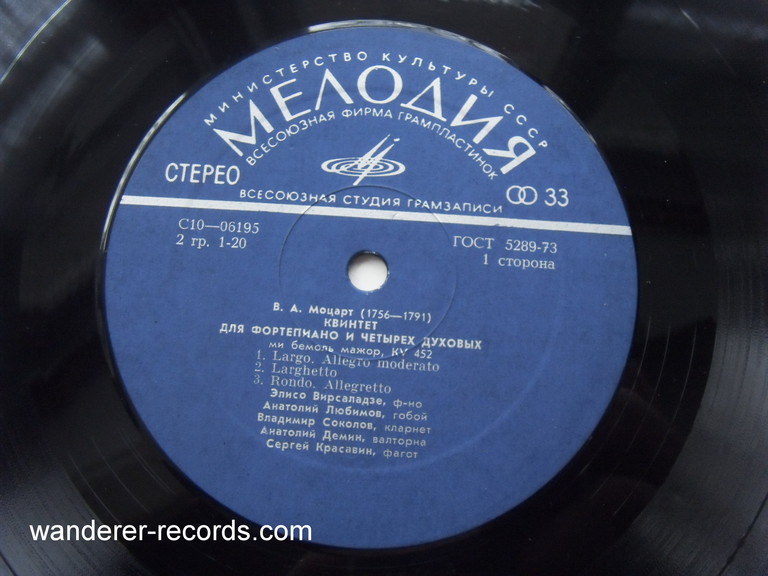 МИНИСТЕРСТВО КУЛЬТУРЫ СССР
МЕЛОДИЯ
ВСЕСОЮЗНАЯ ФИРМА ГРАМПЛАСТИНОК
СТЕРЕО
33
ВСЕСОЮЗНАЯ СТУДИЯ ГРАМЗАПИСИ
С10—06195
ГОСТ 5289-73
2 гр. 1-20
1 сторона
В. А. Моцарт (1756—1791)
КВИНТЕТ
ДЛЯ ФОРТЕПИАНО И ЧЕТЫРЕХ ДУХОВЫХ
ми бемоль мажор, KV 452
1. Largo. Allegro moderato
2. Larghetto
3. Rondo. Allegretto
Элисо Вирсаладзе, ф-но
Анатолий Любимов, гобой
Владимир Соколов, кларнет
Анатолий Демин, валторна
Сергей Красавин, фагот
wanderer-records.com